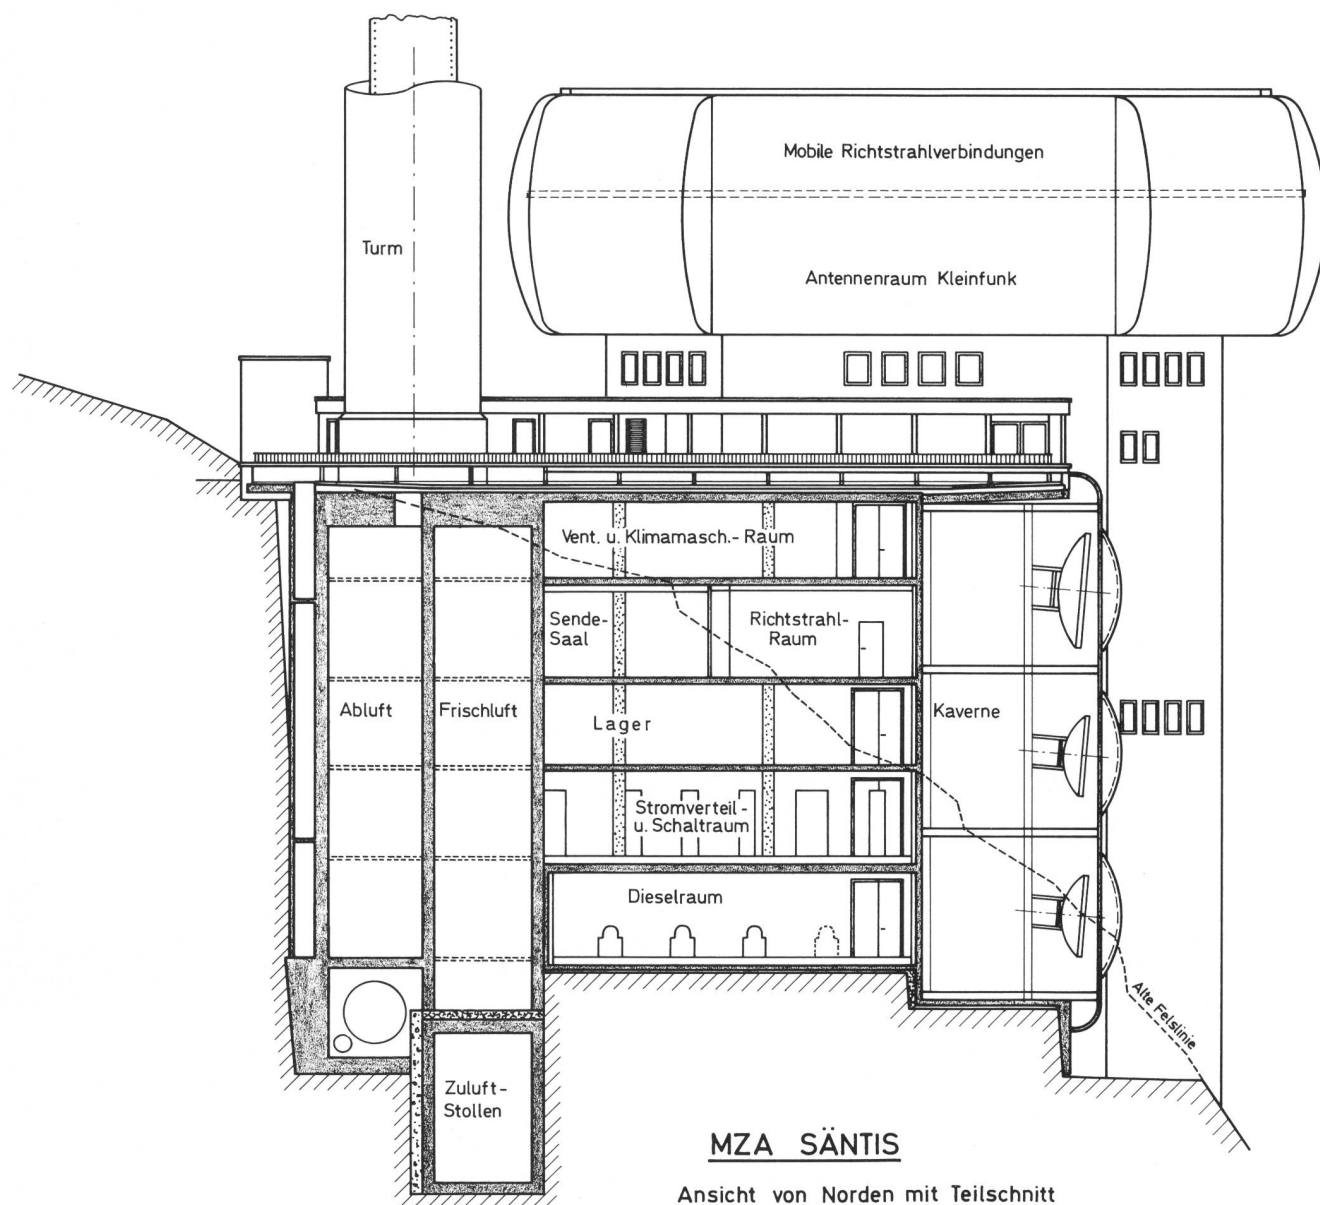 Mobile Richtstrahlverbindungen
Turm
Antennenraum Kleinfunk
Vent. u. Klimamasch.- Raum
Sende-
Saal
Richtstrahl-
Raum
Abluft
Frischluft
Lager
Kaverne
Stromverteil-
u. Schaltraum
Dieselraum
Alte Felslinie
Zuluft-
Stollen
MZA SÄNTIS
Ansicht von Norden mit Teilschnitt